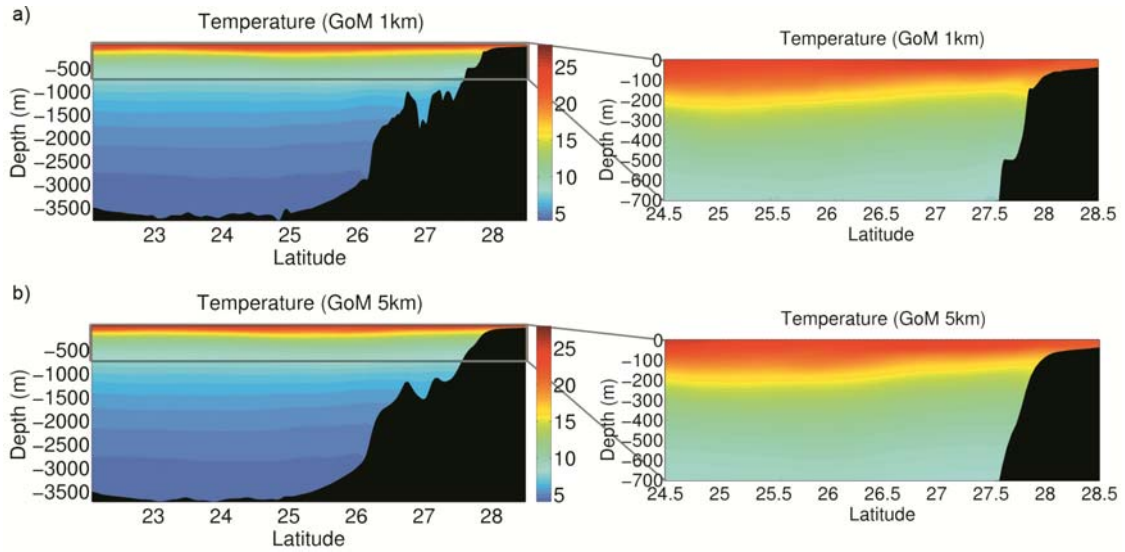 a)
Temperature (GoM 1km)
−500
−1000
−1500
−2000
−2500
−3000
−3500
Depth (m)
23 24 25 26 27 28
Latitude
25
20
15
10
5
Temperature (GoM 1km)
0
−100
−200
−300
−400
−500
−600
−700
Depth (m)
24.5 25 25.5 26 26.5 27 27.5 28 28.5
Latitude
b)
Temperature (GoM 5km)
−500
−1000
−1500
−2000
−2500
−3000
−3500
Depth (m)
23 24 25 26 27 28
Latitude
25
20
15
10
5
Temperature (GoM 5km)
0
−100
−200
−300
−400
−500
−600
−700
Depth (m)
24.5 25 25.5 26 26.5 27 27.5 28 28.5
Latitude